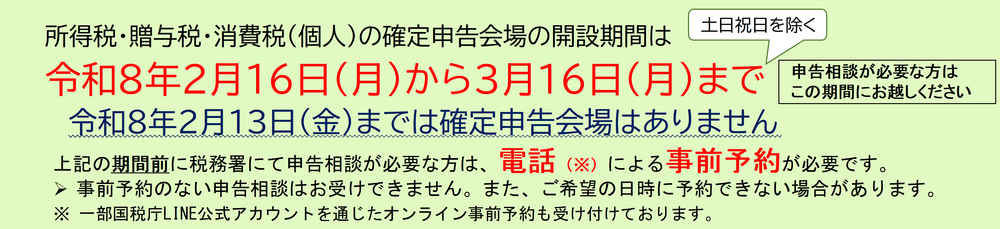 所得税・贈与税・消費税(個人)の確定申告会場の開設期間は
土日祝日を除く
令和8年2月16日(月)から3月16日(月)まで
申告相談が必要な方は
この期間にお越しください
令和8年2月13日(金)までは確定申告会場はありません
上記の期間前に税務署にて申告相談が必要な方は、電話(※)による事前予約が必要です。
➢ 事前予約のない申告相談はお受けできません。また、ご希望の日時に予約できない場合があります。
※ 一部国税庁LINE公式アカウントを通じたオンライン事前予約も受け付けております。